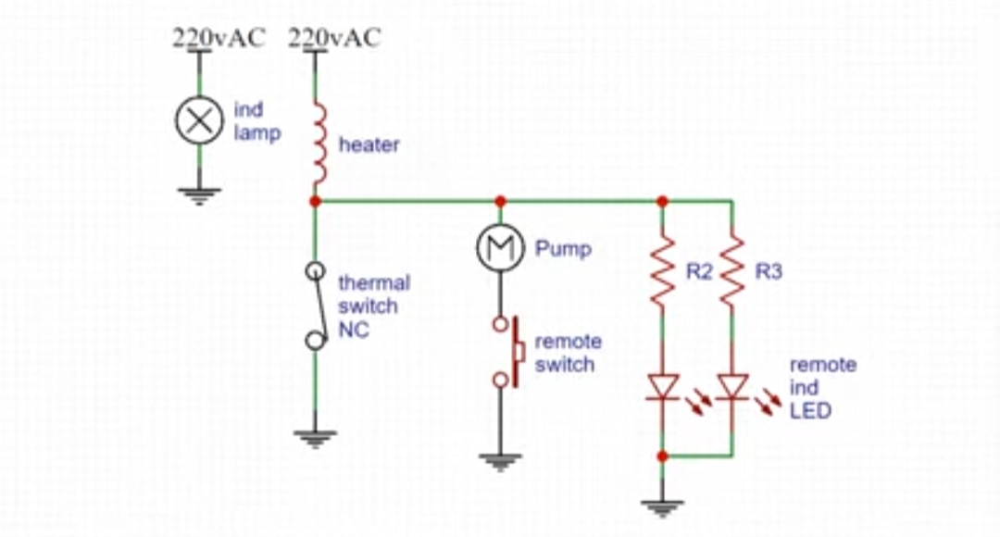 220vAC 220vAC
ind
lamp
heater
M
Pump
thermal
switch
NC
R2
R3
remote
switch
remote
ind
LED